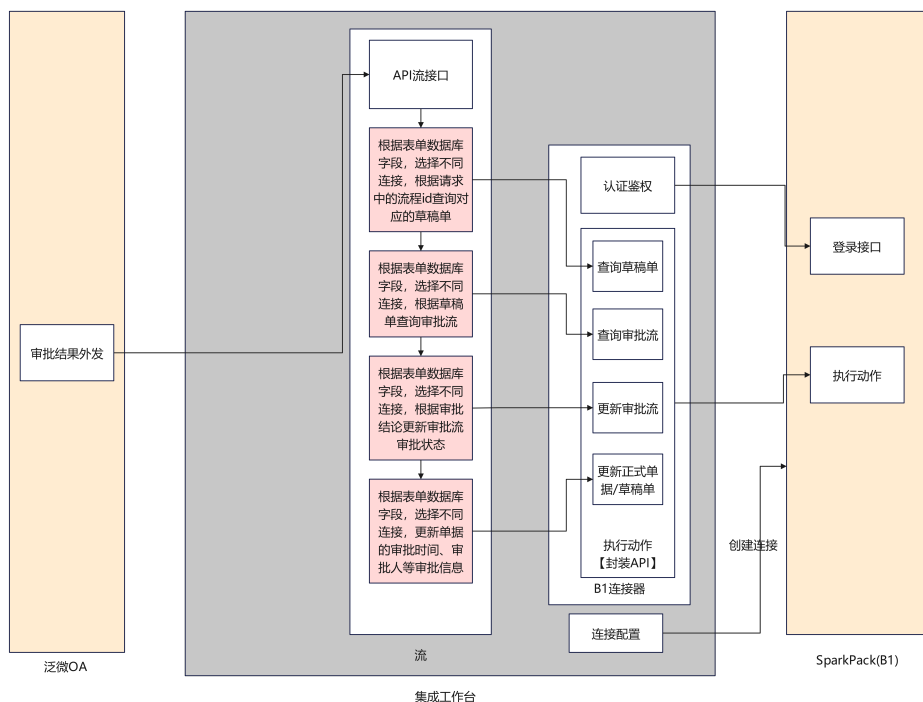 API流接口
根据表单数据库
字段，选择不同
连接，根据请求
中的流程id查询对
应的草稿单
根据表单数据库
字段，选择不同
连接，根据草稿
单查询审批流
根据表单数据库
字段，选择不同
连接，根据审批
结论更新审批流
审批状态
根据表单数据库
字段，选择不同
连接，更新单据
的审批时间、审
批人等审批信息
流
审批结果外发
泛微OA
认证鉴权
查询草稿单
查询审批流
更新审批流
更新正式单
据/草稿单
执行动作
【封装API】
B1连接器
连接配置
创建连接
登录接口
执行动作
SparkPack(B1)
集成工作台